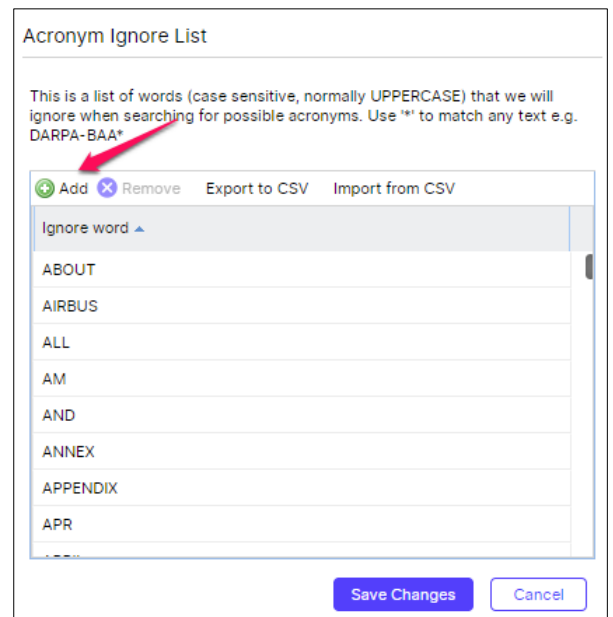 Acronym Ignore List
This is a list of words (case sensitive, normally UPPERCASE) that we will
ignore when searching for possible acronyms. Use '*' to match any text e.g.
DARPA-BAA*
Add Remove Export to CSV Import from CSV
Ignore word
ABOUT
AIRBUS
ALL
AM
AND
ANNEX
APPENDIX
APR
Save Changes Cancel